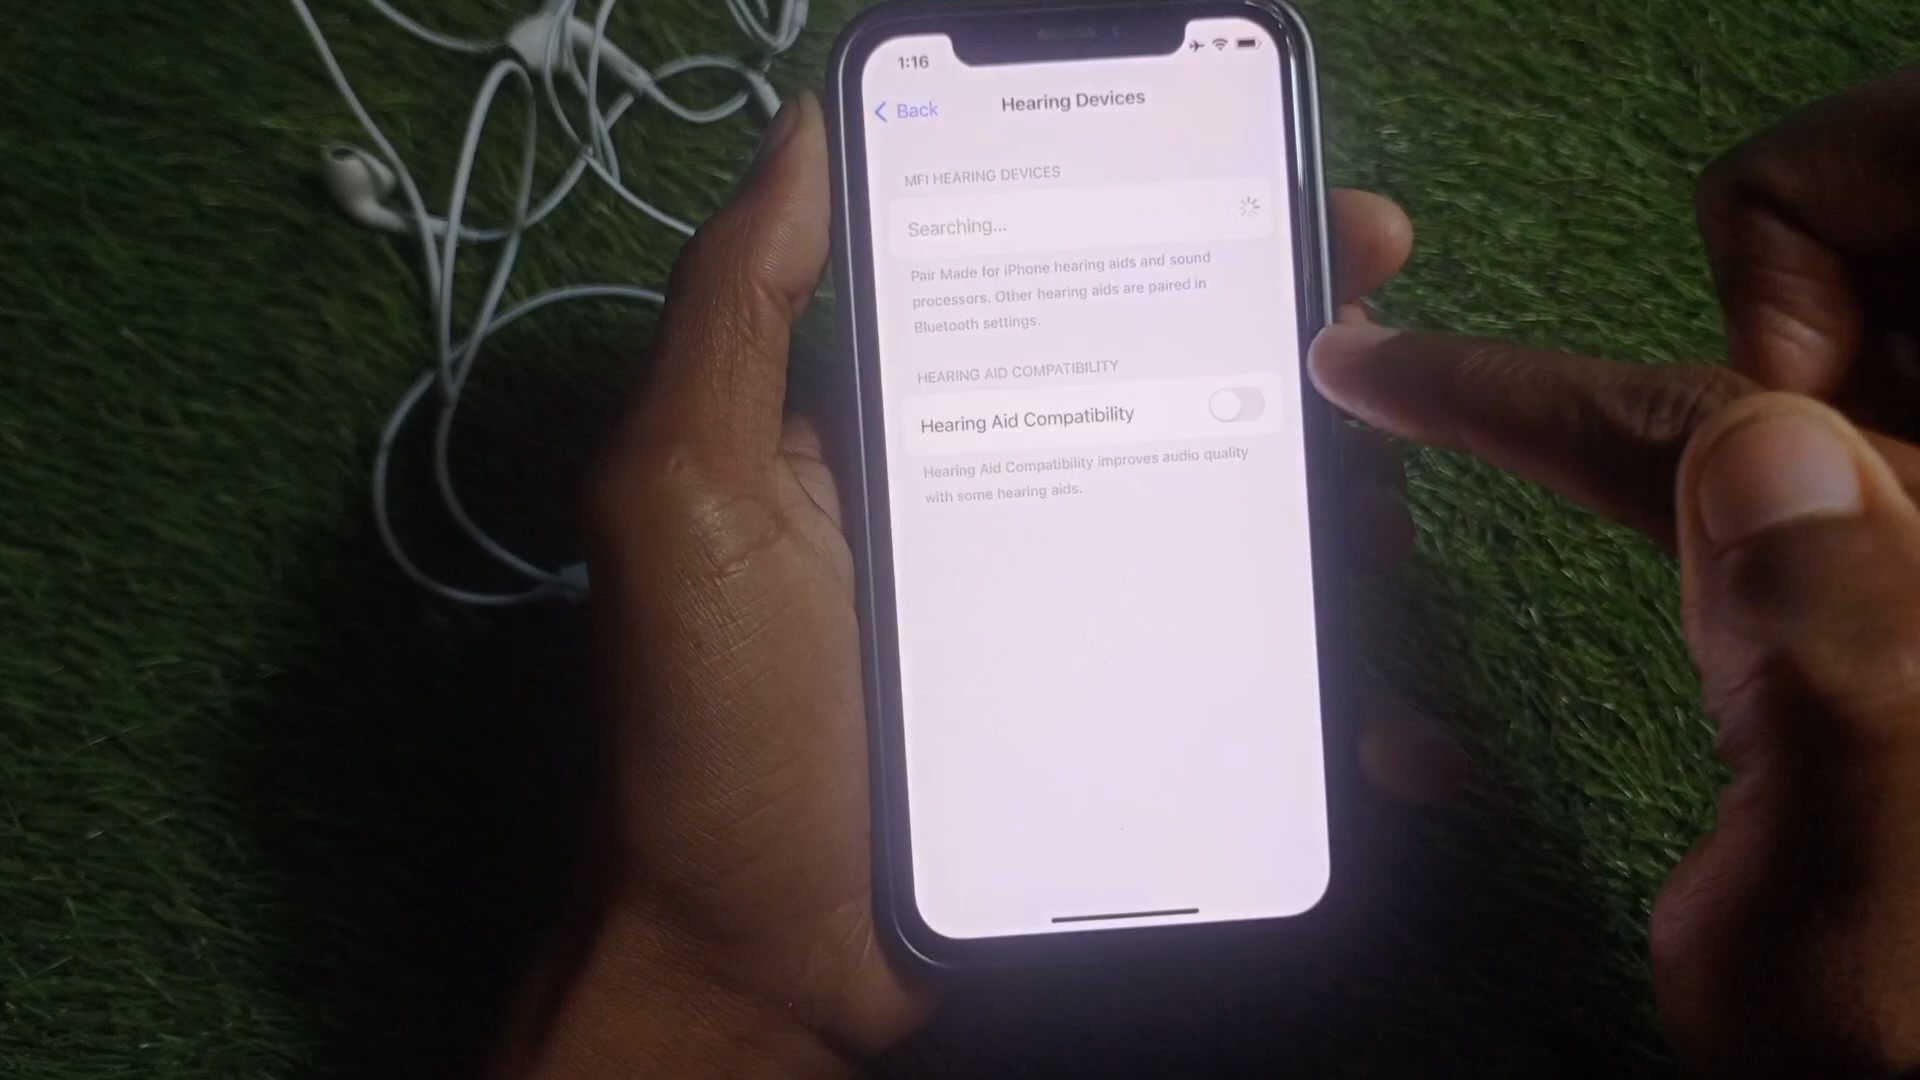 1:16
Back
Hearing Devices
MFI HEARING DEVICES
Searching...
Pair Made for iPhone hearing aids and sound
processors. Other hearing aids are paired in
Bluetooth settings.
HEARING AID COMPATIBILITY
Hearing Aid Compatibility
Hearing Aid Compatibility improves audio quality
with some hearing aids.